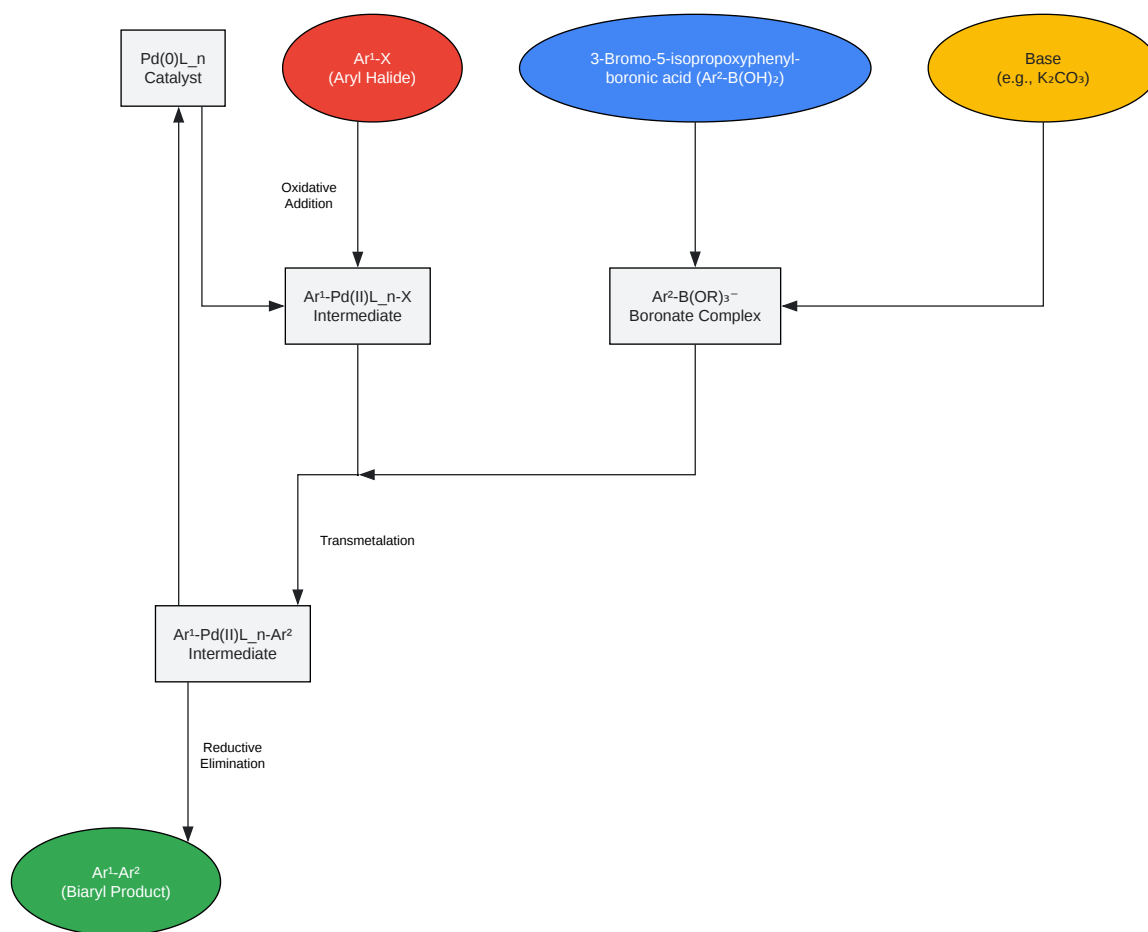 Pd(0)L_n
Catalyst
Ar¹-X
(Aryl Halide)
3-Bromo-5-isopropoxyphenyl-
boronic acid (Ar²-B(OH)₂)
Base
(e.g., K₂CO₃)
Oxidative
Addition
Ar¹-Pd(II)L_n-X
Intermediate
Ar²-B(OR)₃⁻
Boronate Complex
Transmetalation
Ar¹-Pd(II)L_n-Ar²
Intermediate
Reductive
Elimination
Ar¹-Ar²
(Biaryl Product)